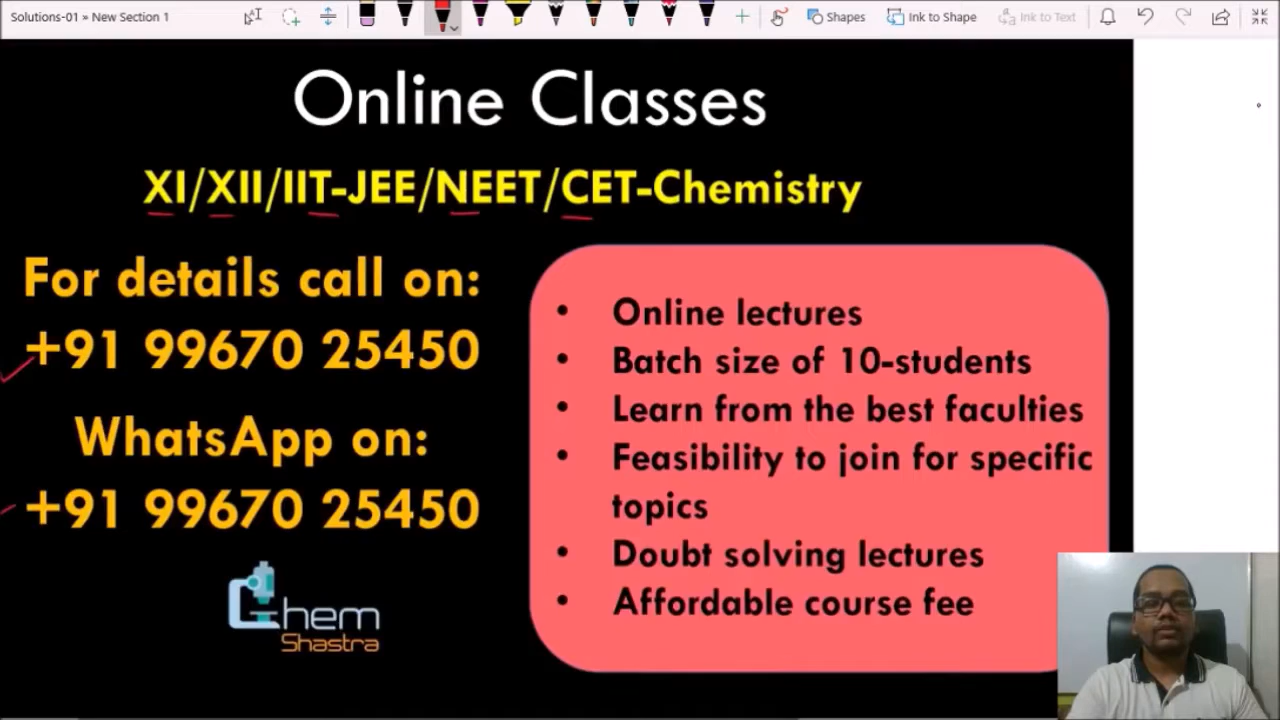 Solutions-01 » New Section 1
Shapes
Ink to Shape
Ink to Text
Online Classes
XI/XII/IIT-JEE/NEET/CET-Chemistry
For details call on:
+91 99670 25450
WhatsApp on:
+91 99670 25450
Chem
Shastra
• Online lectures
• Batch size of 10-students
• Learn from the best faculties
• Feasibility to join for specific
topics
• Doubt solving lectures
• Affordable course fee